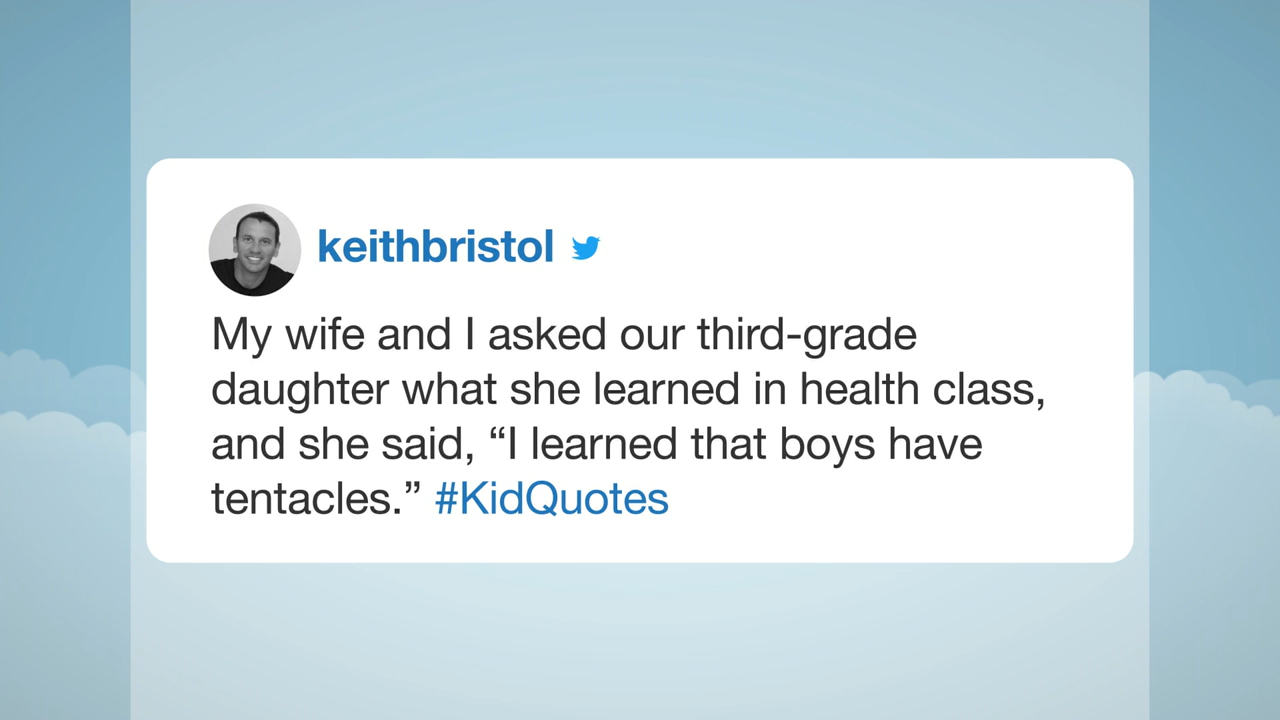 keithbristol
My wife and I asked our third-grade
daughter what she learned in health class,
and she said, “I learned that boys have
tentacles.” #KidQuotes